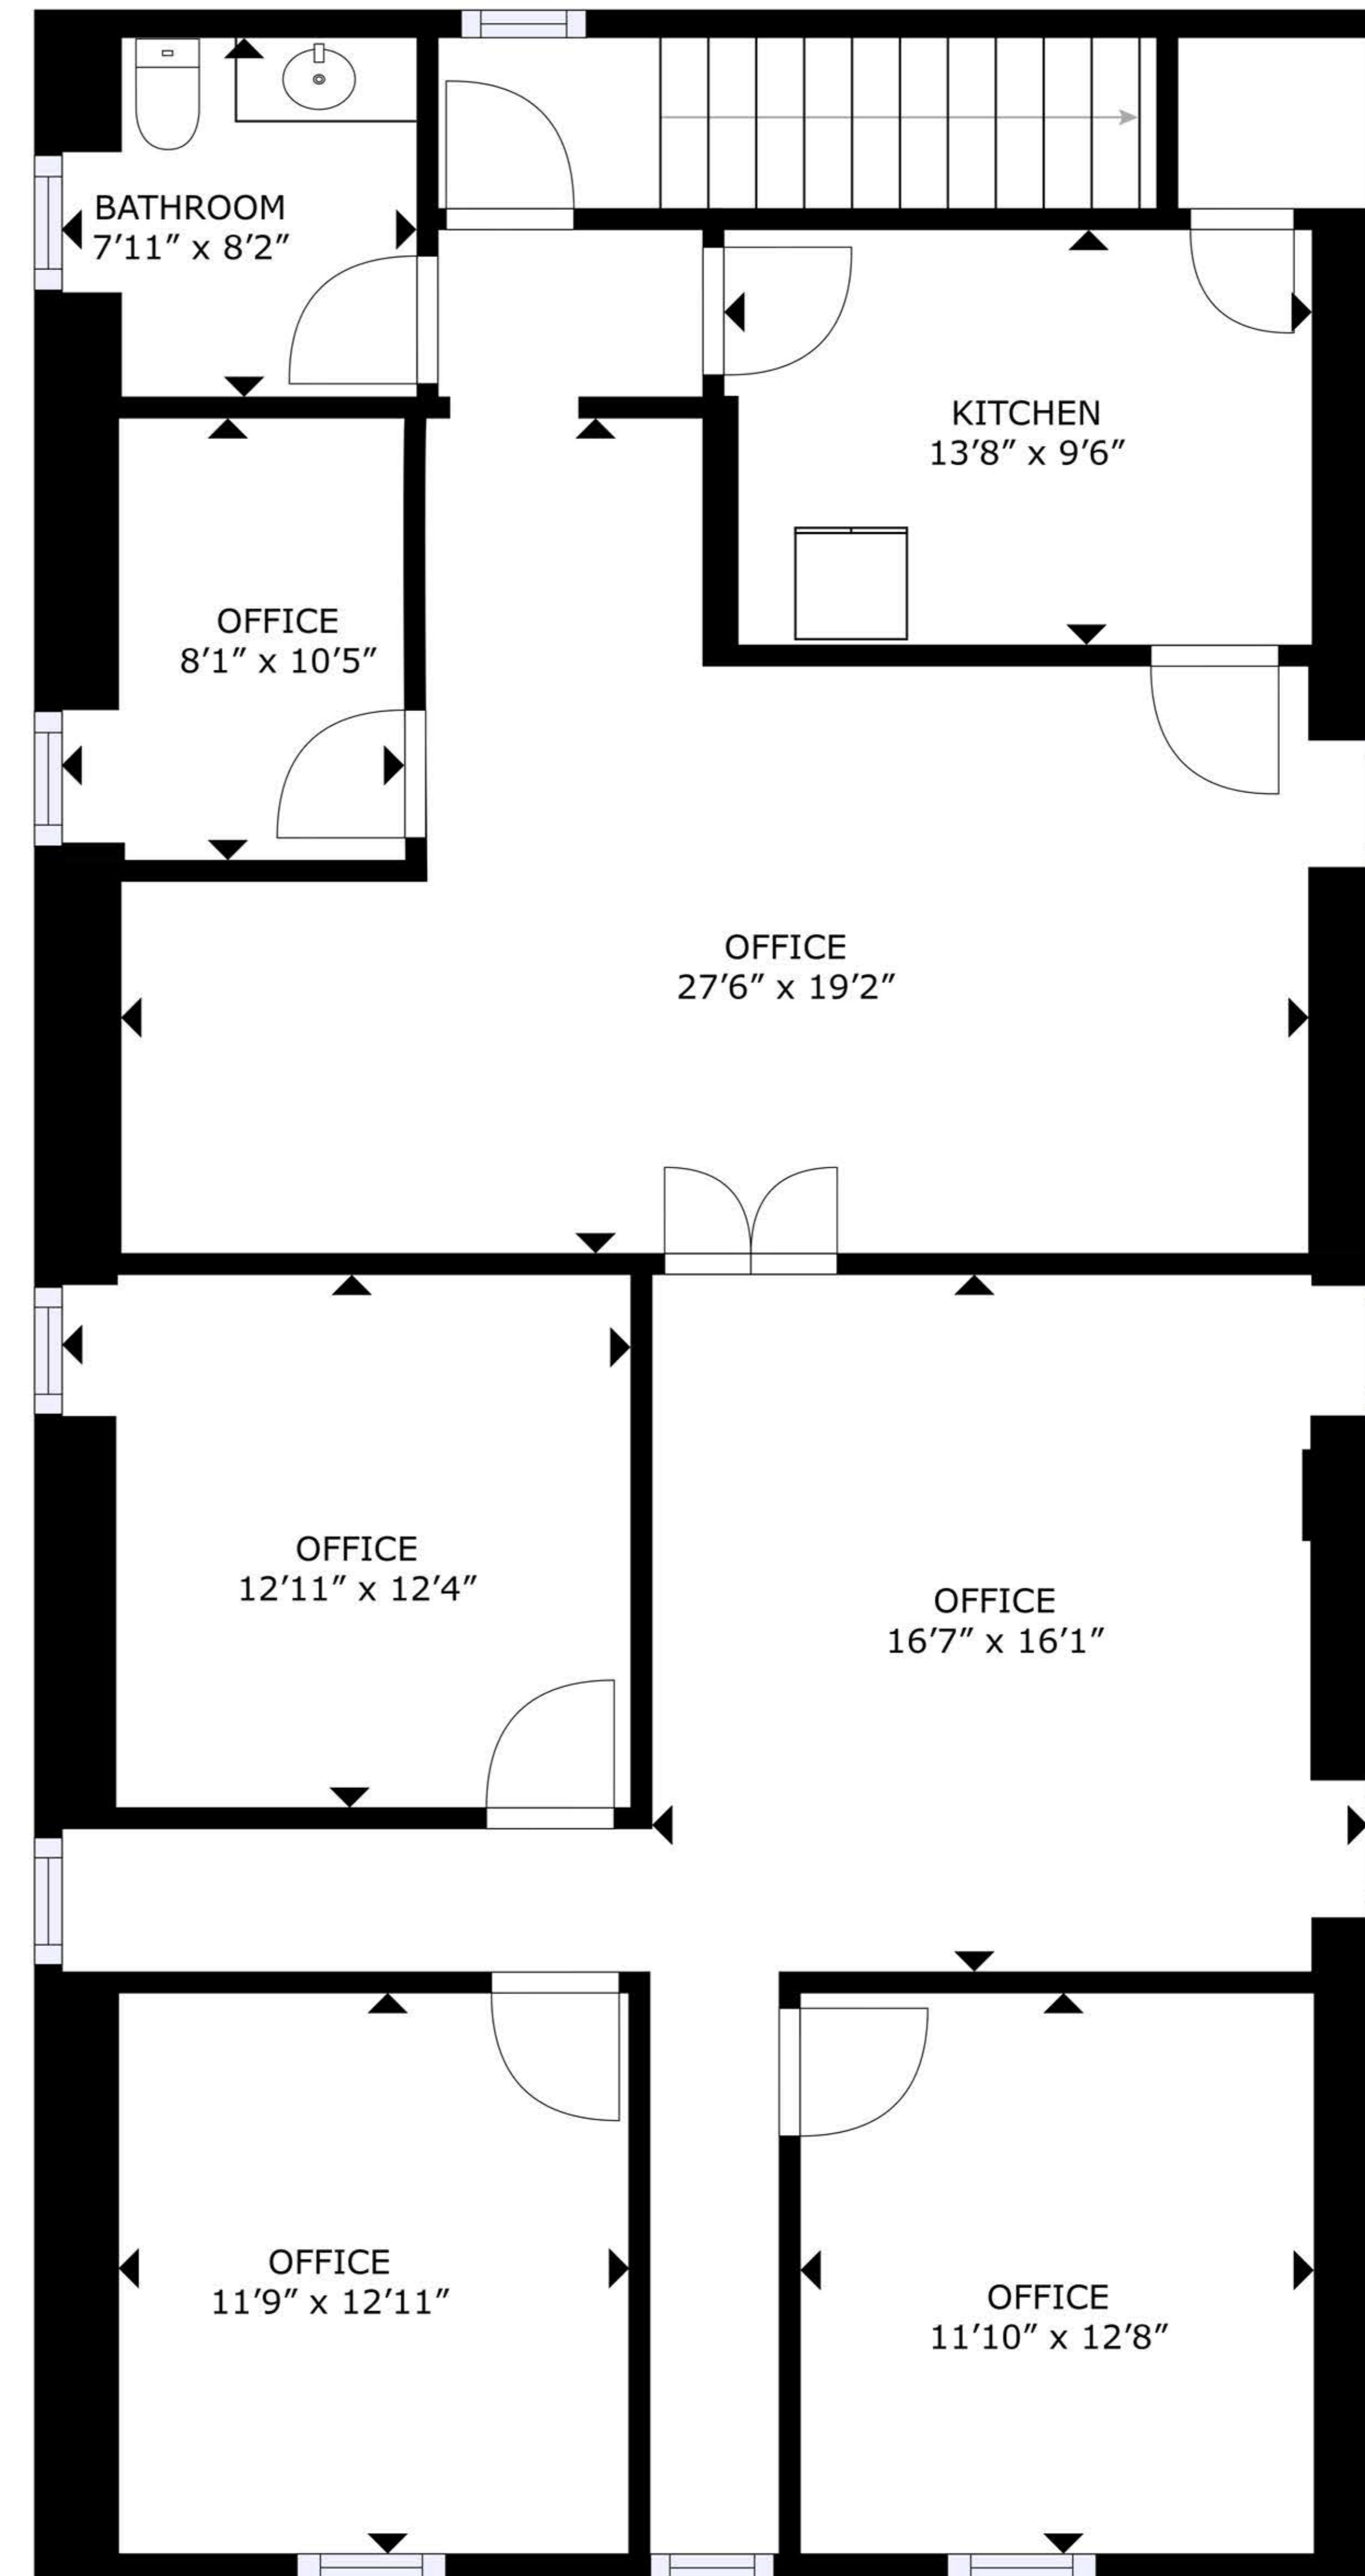 BATHROOM
7′11″ x 8′2″
KITCHEN
13′8″ x 9′6″
OFFICE
8′1″ x 10′5″
OFFICE
27′6″ x 19′2″
OFFICE
12′11″ x 12′4″
OFFICE
16′7″ x 16′1″
OFFICE
11′9″ x 12′11″
OFFICE
11′10″ x 12′8″